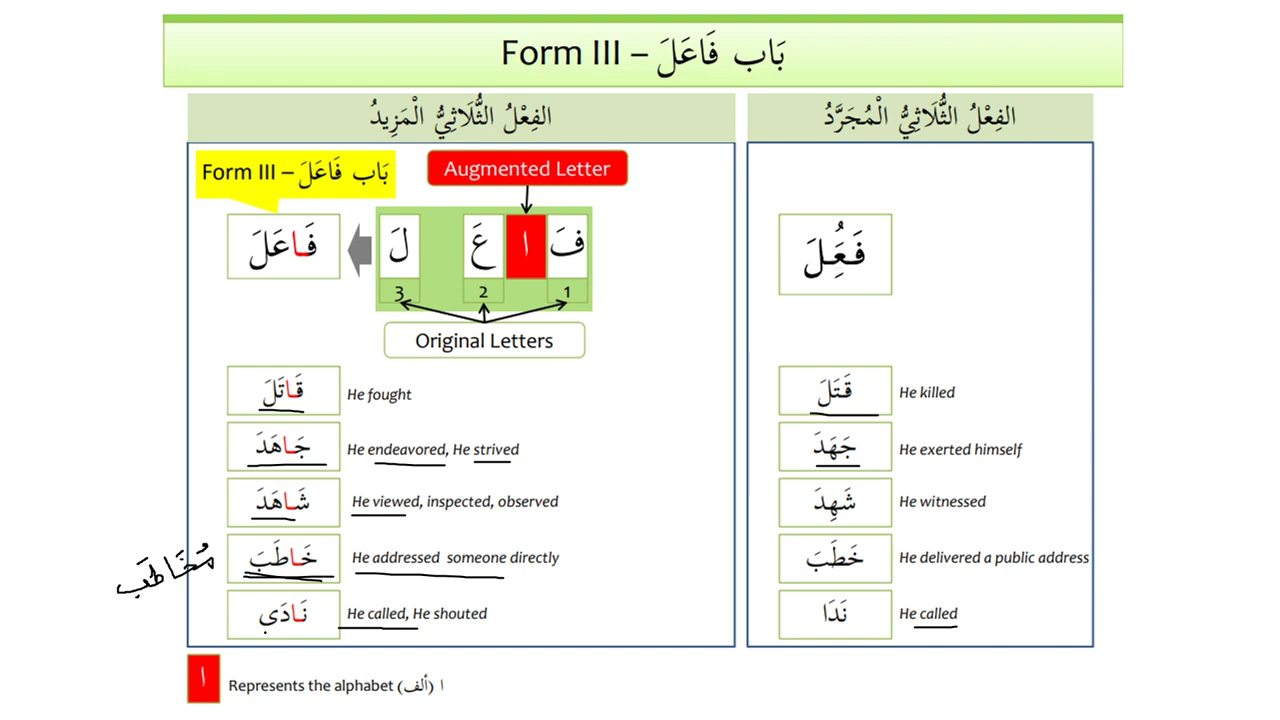 Form III – بَاب فَاعَلَ
الفِعْلُ الثُّلَاثِيُّ الْمَزِيدُ
الفِعْلُ الثُّلَاثِيُّ الْمُجَرَّدُ
Form III – بَاب فَاعَلَ
Augmented Letter
فَاعَلَ
فَ ا عَ لَ
3 2 1
Original Letters
قَاتَلَ He fought
جَاهَدَ He endeavored, He strived
شَاهَدَ He viewed, inspected, observed
مُخَاطَب
خَاطَبَ He addressed someone directly
نَادَي He called, He shouted
قَتَلَ He killed
جَهَدَ He exerted himself
شَهِدَ He witnessed
خَطَبَ He delivered a public address
نَدَا He called
ا
Represents the alphabet (ألف) ا